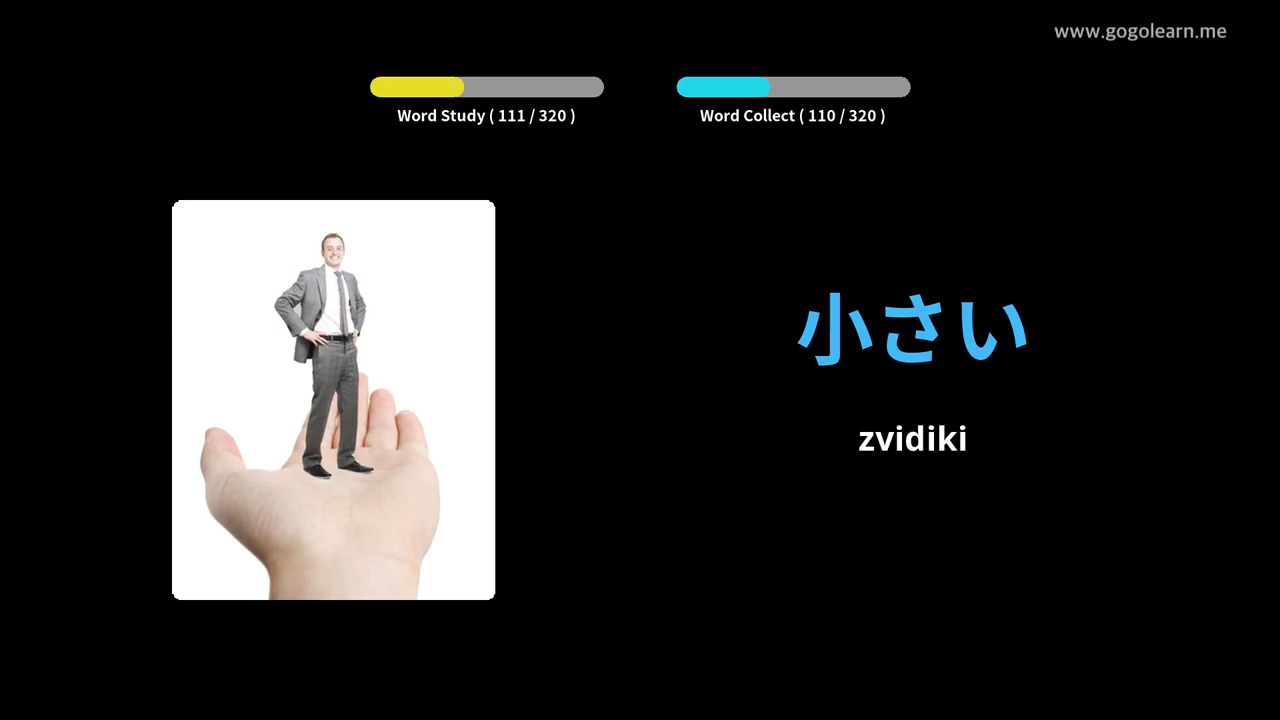 www.gogolearn.me
Word Study ( 111 / 320 )
Word Collect ( 110 / 320 )
小さい
zvidiki